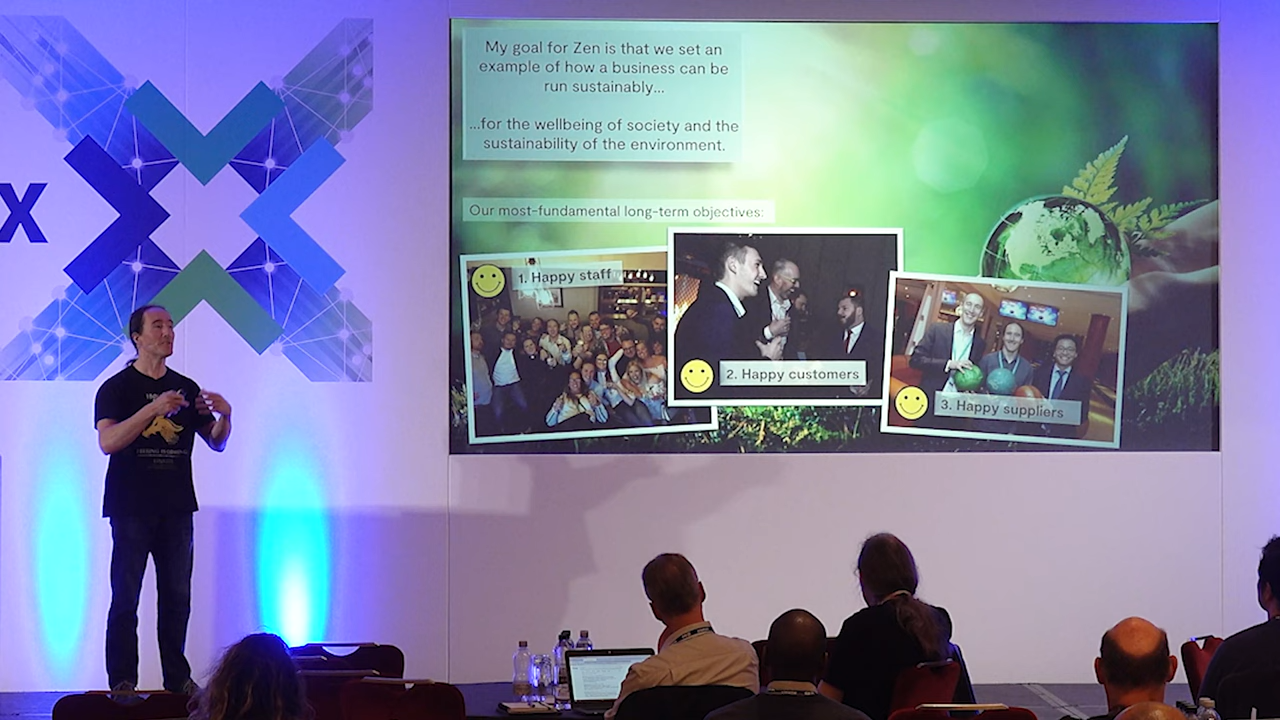 X
My goal for Zen is that we set an
example of how a business can be
run sustainably...
...for the wellbeing of society and the
sustainability of the environment.
Our most-fundamental long-term objectives:
1. Happy staff
2. Happy customers
3. Happy suppliers